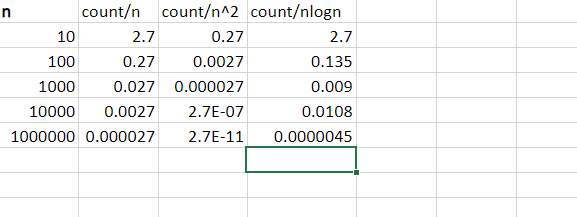 n count/n count/n^2 count/nlogn
10 2.7 0.27 2.7
100 0.27 0.0027 0.135
1000 0.027 0.000027 0.009
10000 0.0027 2.7E-07 0.0108
1000000 0.000027 2.7E-11 0.0000045